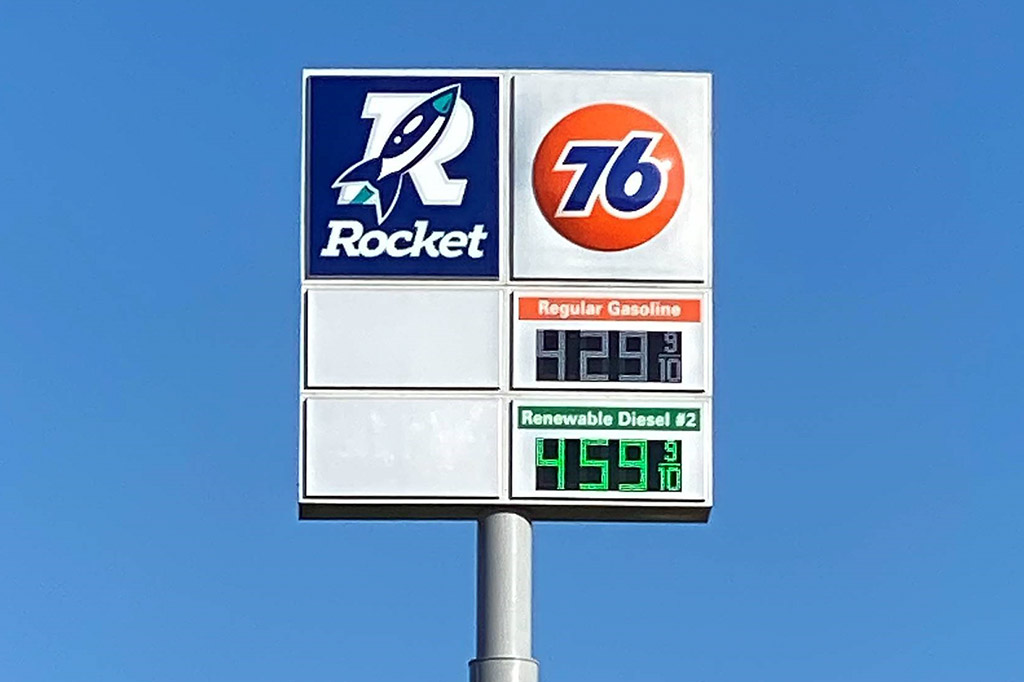 R
Rocket
76
Regular Gasoline
429 9/10
Renewable Diesel #2
459 9/10